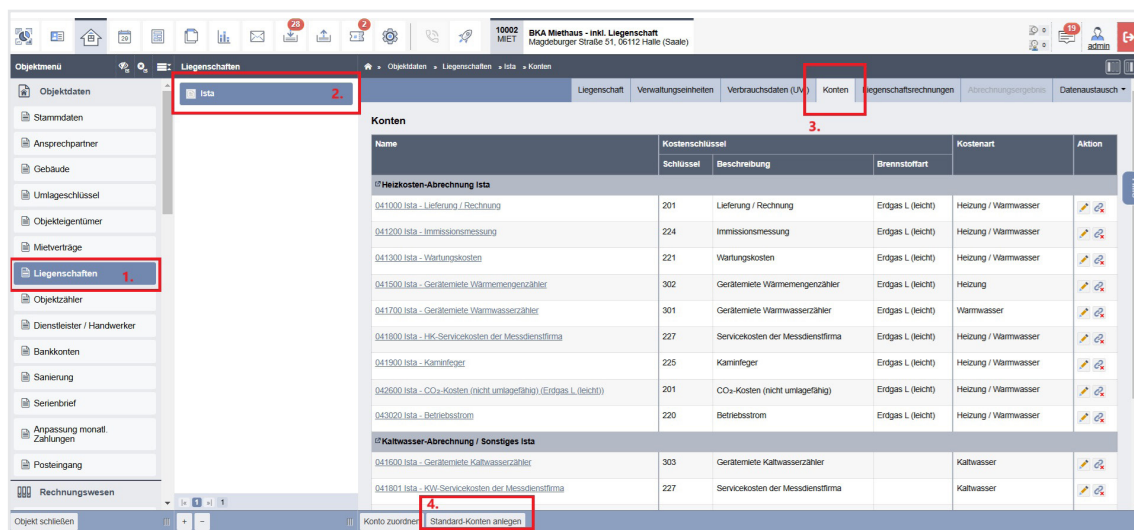 28
2
10002
MIET
BKA Miethaus - inkl. Liegenschaft
Magdeburger Straße 51, 06112 Halle (Saale)
0
0
19
admin
Objektmenü
Liegenschaften
» Objektdaten » Liegenschaften » Ista » Konten
Objektdaten
Stammdaten
Ansprechpartner
Gebäude
Umlageschlüssel
Objekteigentümer
Mietverträge
Liegenschaften 1.
Objektzähler
Dienstleister / Handwerker
Bankkonten
Sanierung
Serienbrief
Anpassung monatl.
Zahlungen
Posteingang
Rechnungswesen
Objekt schließen
Ista 2.
1 1
+ −
Liegenschaft Verwaltungseinheiten Verbrauchsdaten (UVI) Konten Liegenschaftsrechnungen Abrechnungsergebnis Datenaustausch
3.
Konten
Name Kostenschlüssel Kostenart Aktion
Schlüssel Beschreibung Brennstoffart
Heizkosten-Abrechnung Ista
041000 Ista - Lieferung / Rechnung 201 Lieferung / Rechnung Erdgas L (leicht) Heizung / Warmwasser
041200 Ista - Immissionsmessung 224 Immissionsmessung Erdgas L (leicht) Heizung / Warmwasser
041300 Ista - Wartungskosten 221 Wartungskosten Erdgas L (leicht) Heizung / Warmwasser
041500 Ista - Gerätemiete Wärmemengenzähler 302 Gerätemiete Wärmemengenzähler Erdgas L (leicht) Heizung
041700 Ista - Gerätemiete Warmwasserzähler 301 Gerätemiete Warmwasserzähler Erdgas L (leicht) Warmwasser
041800 Ista - HK-Servicekosten der Messdienstfirma 227 Servicekosten der Messdienstfirma Erdgas L (leicht) Heizung / Warmwasser
041900 Ista - Kaminfeger 225 Kaminfeger Erdgas L (leicht) Heizung / Warmwasser
042600 Ista - CO₂-Kosten (nicht umlagefähig) (Erdgas L (leicht)) 201 CO₂-Kosten (nicht umlagefähig) Erdgas L (leicht) Heizung / Warmwasser
043020 Ista - Betriebsstrom 220 Betriebsstrom Erdgas L (leicht) Heizung / Warmwasser
Kaltwasser-Abrechnung / Sonstiges Ista
041600 Ista - Gerätemiete Kaltwasserzähler 303 Gerätemiete Kaltwasserzähler Kaltwasser
041601 Ista - KW-Servicekosten der Messdienstfirma 227 Servicekosten der Messdienstfirma Kaltwasser
4.
Konto zuordnen Standard-Konten anlegen